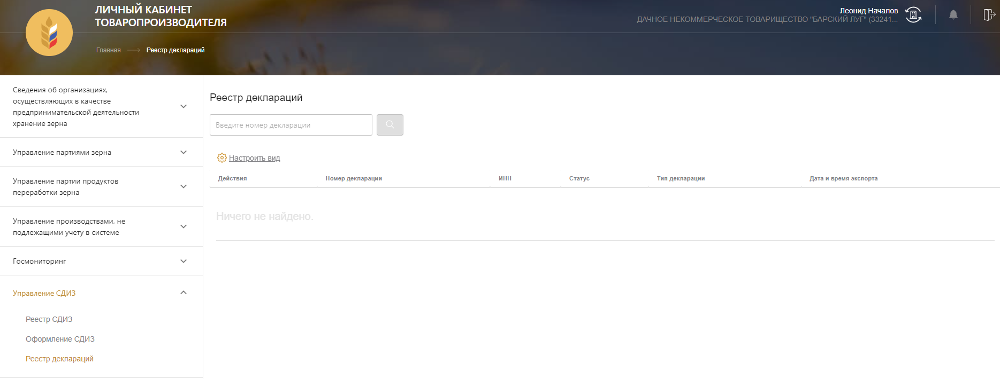 ЛИЧНЫЙ КАБИНЕТ
ТОВАРОПРОИЗВОДИТЕЛЯ
Леонид Началов
ДАЧНОЕ НЕКОММЕРЧЕСКОЕ ТОВАРИЩЕСТВО "БАРСКИЙ ЛУГ" (33241...
Главная
Реестр деклараций
Сведения об организациях,
осуществляющих в качестве
предпринимательской деятельности
хранение зерна
Управление партиями зерна
Управление партии продуктов
переработки зерна
Управление производствами, не
подлежащими учету в системе
Госмониторинг
Управление СДИЗ
Реестр СДИЗ
Оформление СДИЗ
Реестр деклараций
Реестр деклараций
Введите номер декларации
Настроить вид
Действия Номер декларации ИНН Статус Тип декларации Дата и время экспорта
Ничего не найдено.